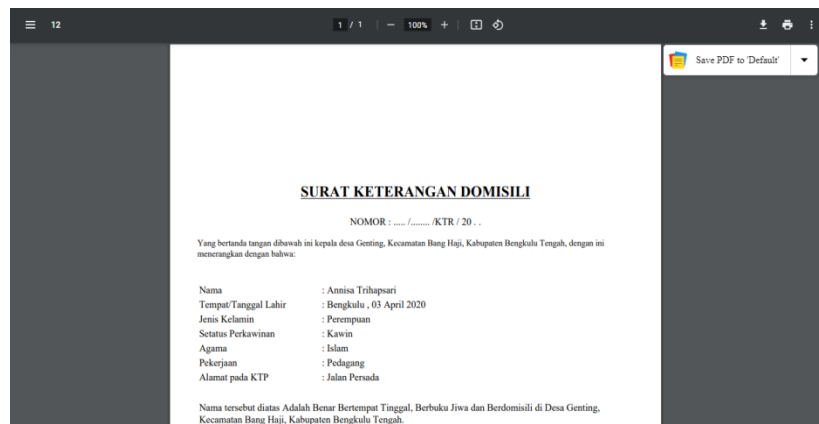 12
1 / 1
100%
Save PDF to 'Default'
SURAT KETERANGAN DOMISILI
NOMOR : ..... /........ /KTR / 20 . .
Yang bertanda tangan dibawah ini kepala desa Genting, Kecamatan Bang Haji, Kabupaten Bengkulu Tengah, dengan ini
menerangkan dengan bahwa:
Nama : Annisa Trihapsari
Tempat/Tanggal Lahir : Bengkulu , 03 April 2020
Jenis Kelamin : Perempuan
Setatus Perkawinan : Kawin
Agama : Islam
Pekerjaan : Pedagang
Alamat pada KTP : Jalan Persada
Nama tersebut diatas Adalah Benar Bertempat Tinggal, Berbuku Jiwa dan Berdomisili di Desa Genting,
Kecamatan Bang Haji, Kabupaten Bengkulu Tengah.